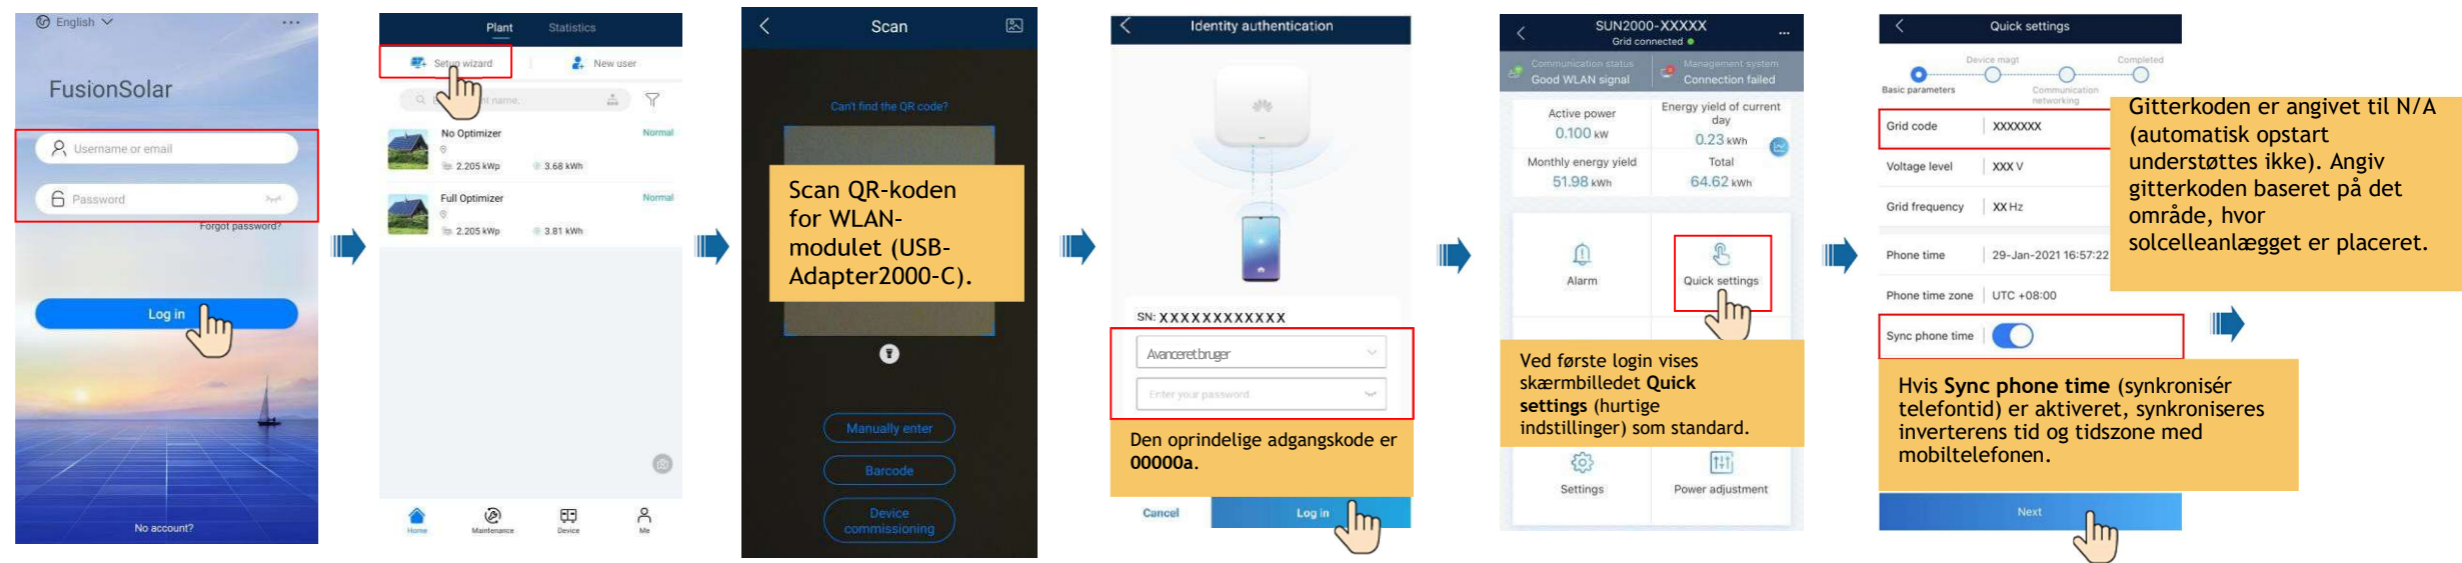 English
FusionSolar
Username or email
Password
Forgot password?
Log in
No account?
Plant Statistics
Setup wizard New user
name,
No Optimizer Normal
2.205 kWp 3.68 kWh
Full Optimizer Normal
2.205 kWp 3.81 kWh
Home Maintenance Device Me
Scan
Can't find the QR code?
Scan QR-koden
for WLAN-
modulet (USB-
Adapter2000-C).
Manually enter
Barcode
Device
commissioning
Identity authentication
SN: XXXXXXXXXXXX
Avanceret bruger
Enter your password
Den oprindelige adgangskode er
00000a.
Cancel Log in
SUN2000-XXXXX
Grid connected
Communication status Management system
Good WLAN signal Connection failed
Active power Energy yield of current
day
0.100 kW 0.23 kWh
Monthly energy yield Total
51.98 kWh 64.62 kWh
Alarm Quick settings
Ved første login vises
skærmbilledet Quick
settings (hurtige
indstillinger) som standard.
Settings Power adjustment
Quick settings
Device magt Completed
Basic parameters Communication
networking
Grid code XXXXXXX
Voltage level XXX V
Grid frequency XX Hz
Phone time 29-Jan-2021 16:57:22
Phone time zone UTC +08:00
Sync phone time
Gitterkoden er angivet til N/A
(automatisk opstart
understøttes ikke). Angiv
gitterkoden baseret på det
område, hvor
solcelleanlægget er placeret.
Hvis Sync phone time (synkronisér
telefontid) er aktiveret, synkroniseres
inverterens tid og tidszone med
mobiltelefonen.
Next